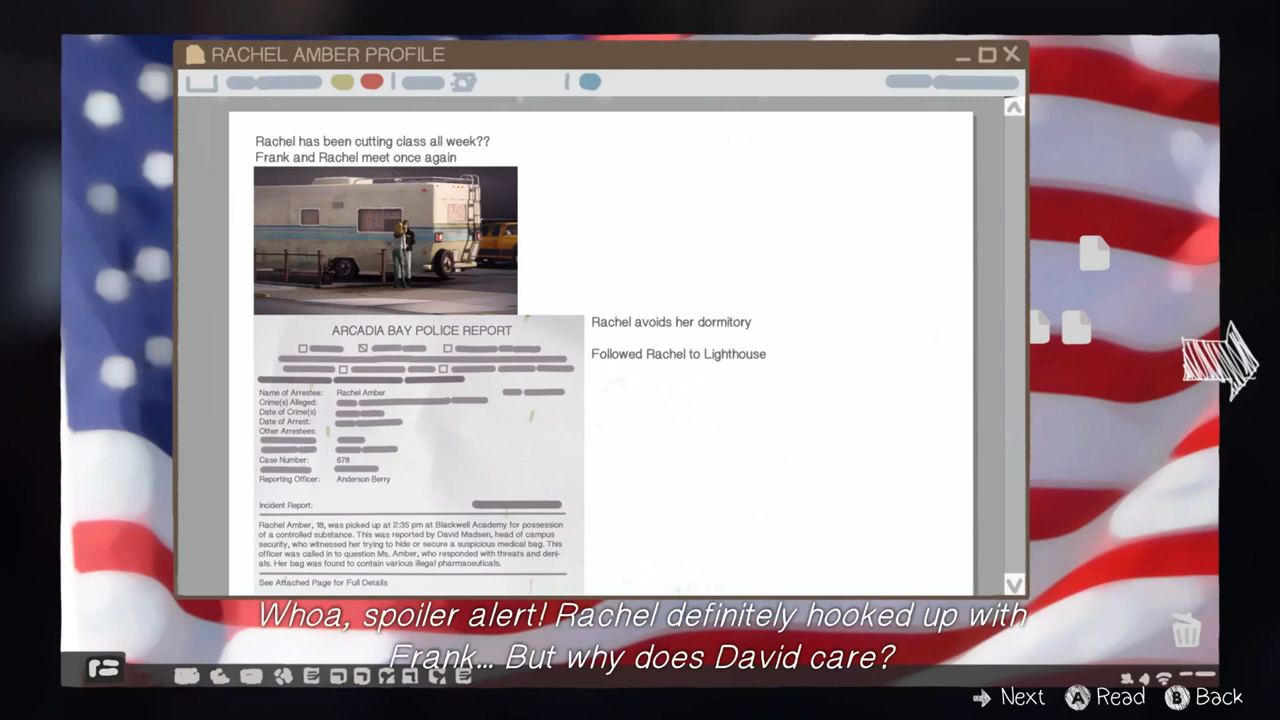 RACHEL AMBER PROFILE
Rachel has been cutting class all week??
Frank and Rachel meet once again
ARCADIA BAY POLICE REPORT
Name of Arrestee: Rachel Amber
Crime(s) Alleged:
Date of Crime(s)
Date of Arrest:
Other Arrestees:
Case Number: 678
Reporting Officer: Anderson Berry
Incident Report:
Rachel Amber, 18, was picked up at 2:35 pm at Blackwell Academy for possession
of a controlled substance. This was reported by David Madsen, head of campus
security, who witnessed her trying to hide or secure a suspicious medical bag. This
officer was called in to question Ms. Amber, who responded with threats and deni-
als. Her bag was found to contain various illegal pharmaceuticals.
See Attached Page for Full Details
Rachel avoids her dormitory
Followed Rachel to Lighthouse
Whoa, spoiler alert! Rachel definitely hooked up with
Frank... But why does David care?
Next A Read B Back